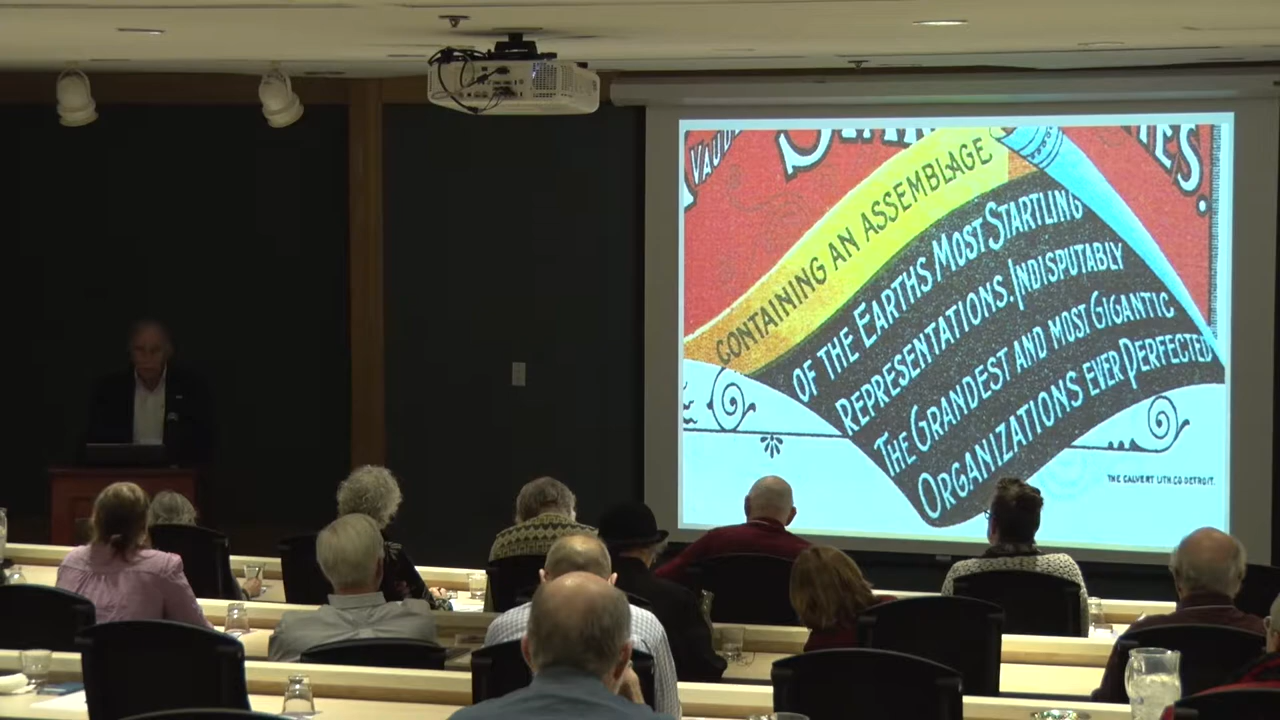 CONTAINING AN ASSEMBLAGE
OF THE EARTHS MOST STARTLING
REPRESENTATIONS. INDISPUTABLY
THE GRANDEST AND MOST GIGANTIC
ORGANIZATIONS EVER PERFECTED
THE CALVERT LITH. CO. DETROIT.